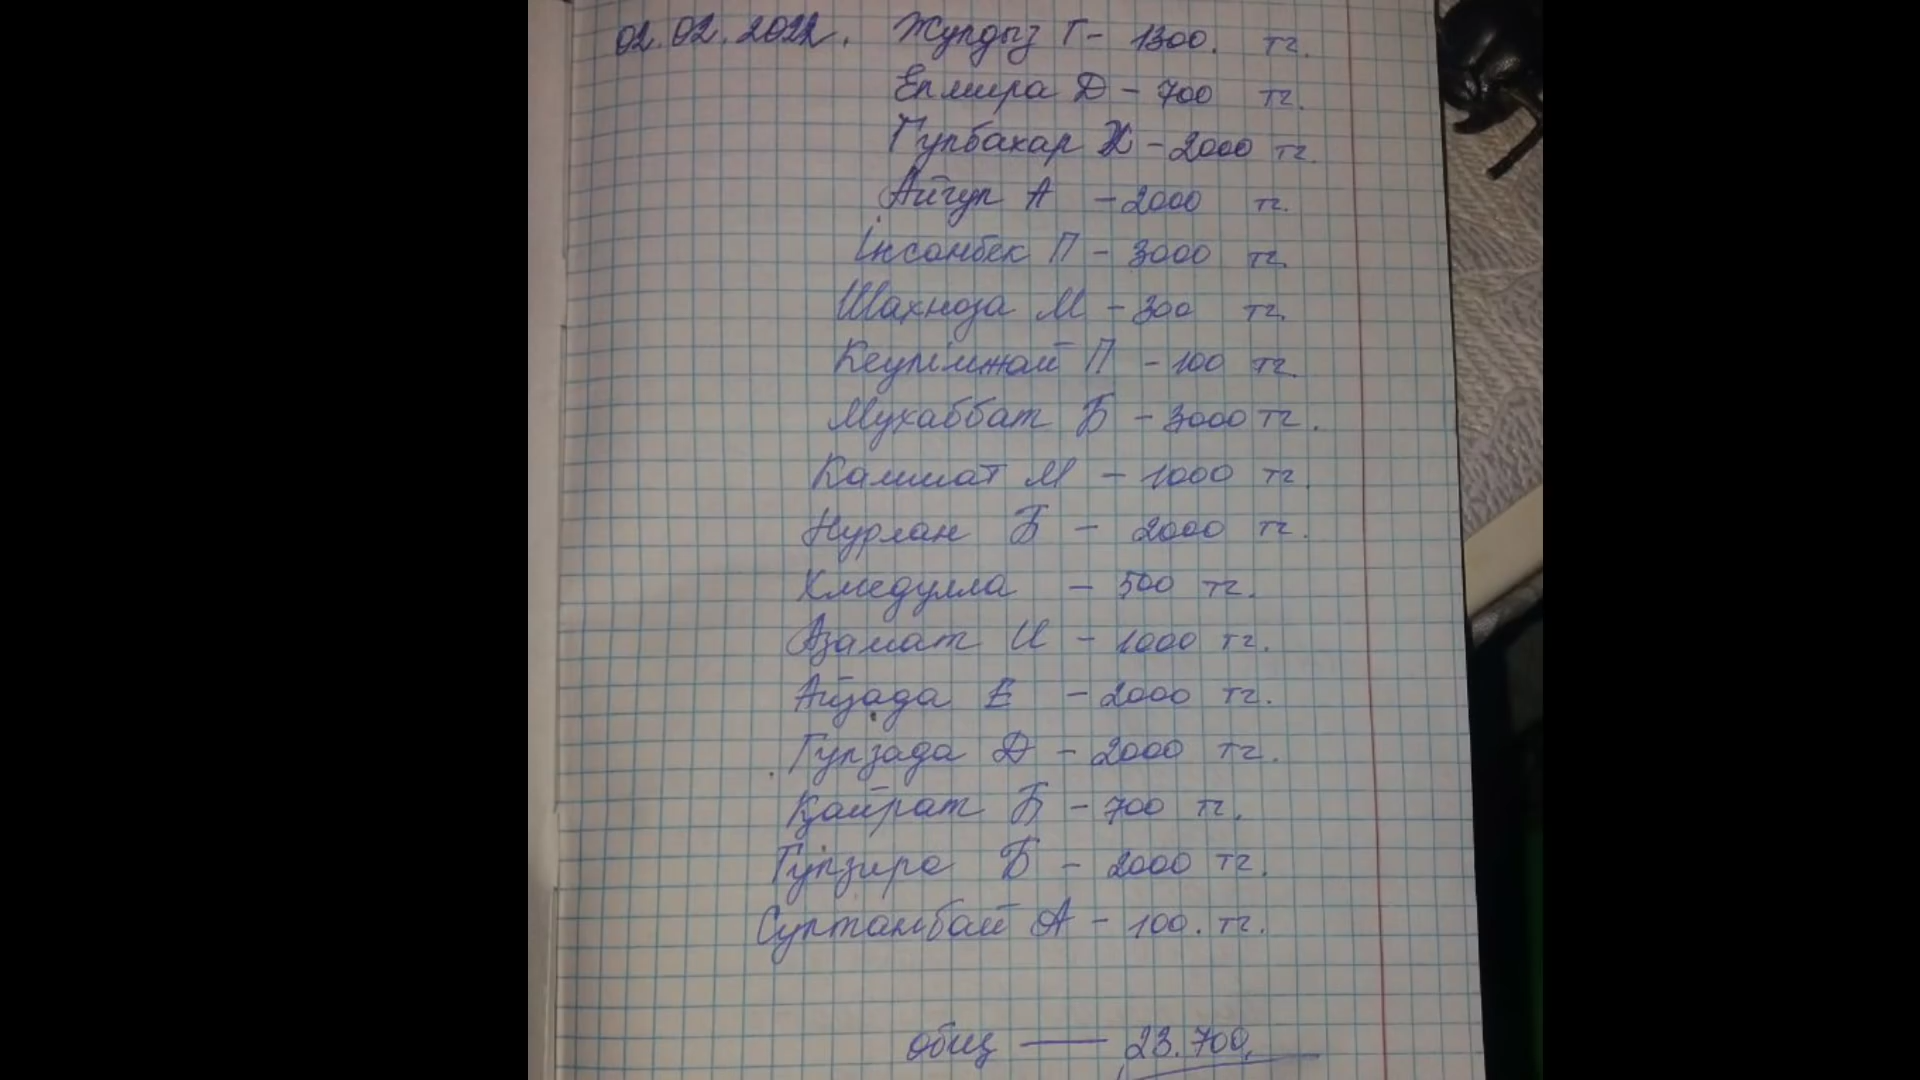 02.02.2022. Жулдыз Г - 1300. тг.
Елмира Д - 700 тг.
Гулбахар Ж - 2000 тг.
Айгул А - 2000 тг.
Інсанбек П - 3000 тг.
Шахноза М - 300 тг.
Кеулімжай П - 100 тг.
Мухаббат Б - 3000 тг.
Камшат М - 1000 тг.
Нурлан Б - 2000 тг.
Хмедулла - 500 тг.
Азамат И - 1000 тг.
Айзада Е - 2000 тг.
Гулзада Д - 2000 тг.
Қайрат Б - 700 тг.
Гулзира Б - 2000 тг.
Султанбай А - 100. тг.
общ — 23.700.